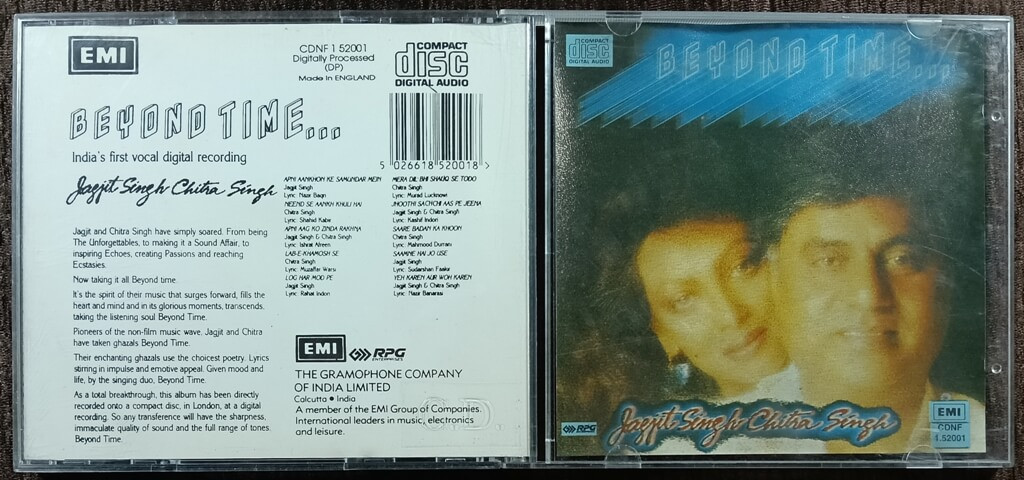 EMI
CDNF 1 52001
Digitally Processed
(DP)
Made in ENGLAND
COMPACT
disc
DIGITAL AUDIO
BEYOND TIME...
India's first vocal digital recording
Jagjit Singh Chitra Singh
5 026618 520018 >
Jagjit and Chitra Singh have simply soared. From being
The Unforgettables, to making it a Sound Affair, to
inspiring Echoes, creating Passions and reaching
Ecstasies.
Now taking it all Beyond time.
It's the spirit of their music that surges forward, fills the
heart and mind and in its glorious moments, transcends,
taking the listening soul Beyond Time.
Pioneers of the non-film music wave, Jagjit and Chitra
have taken ghazals Beyond Time.
Their enchanting ghazals use the choicest poetry. Lyrics
stirring in impulse and emotive appeal. Given mood and
life, by the singing duo, Beyond Time.
As a total breakthrough, this album has been directly
recorded onto a compact disc, in London, at a digital
recording. So any transference will have the sharpness,
immaculate quality of sound and the full range of tones.
Beyond Time.
APNI AANKHON KE SAMUNDAR MEIN
Jagjit Singh
Lyric: Nazir Baqri
NEEND SE AANKH KHULI HAI
Chitra Singh
Lyric: Shahid Kabir
APNI AAG KO ZINDA RAKHNA
Jagjit Singh & Chitra Singh
Lyric: Ishrat Afreen
LAB-E-KHAMOSH SE
Chitra Singh
Lyric: Muzaffar Warsi
LOG HAR MOD PE
Jagjit Singh
Lyric: Rahat Indori
MERA DIL BHI SHAUQ SE TODO
Chitra Singh
Lyric: Murad Lucknowi
JHOOTHI SACHCHI AAS PE JEENA
Jagjit Singh & Chitra Singh
Lyric: Kashif Indori
SAARE BADAN KA KHOON
Chitra Singh
Lyric: Mahmood Durrani
SAAMNE HAI JO USE
Jagjit Singh
Lyric: Sudarshan Faakir
YEH KAREN AUR WOH KAREN
Jagjit Singh & Chitra Singh
Lyric: Nazir Banarasi
EMI
RPG
ENTERPRISES
THE GRAMOPHONE COMPANY
OF INDIA LIMITED
Calcutta • India
A member of the EMI Group of Companies.
International leaders in music, electronics
and leisure.
COMPACT
disc
DIGITAL AUDIO
BEYOND TIME...
RPG
Jagjit Singh Chitra Singh
EMI
CDNF
1.52001